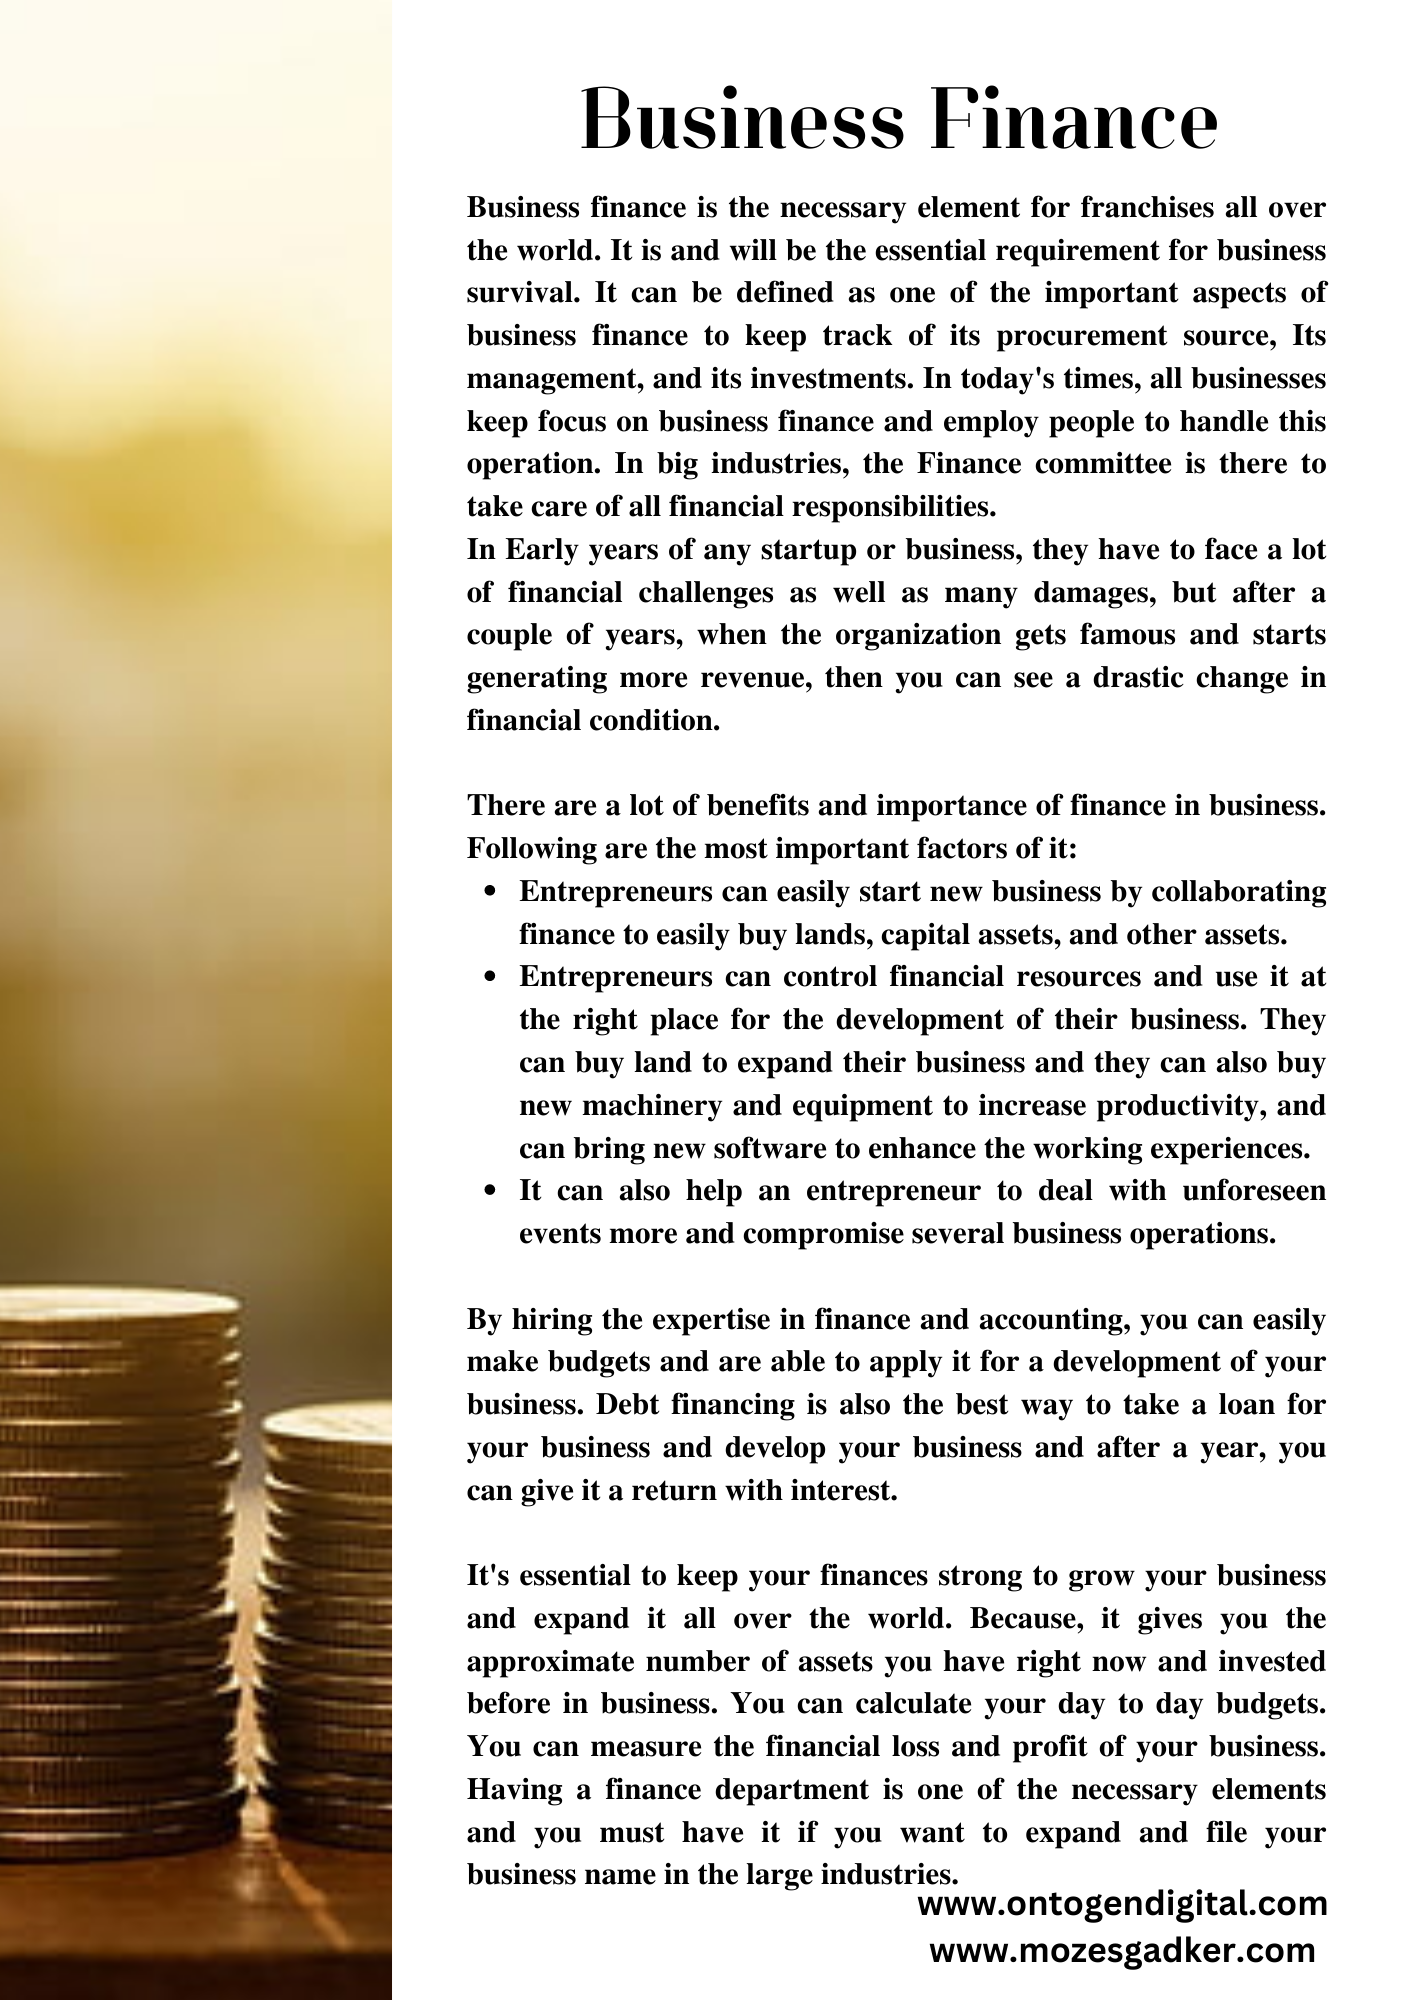 Business Finance
Business finance is the necessary element for franchises all over
the world. It is and will be the essential requirement for business
survival. It can be defined as one of the important aspects of
business finance to keep track of its procurement source, Its
management, and its investments. In today's times, all businesses
keep focus on business finance and employ people to handle this
operation. In big industries, the Finance committee is there to
take care of all financial responsibilities.
In Early years of any startup or business, they have to face a lot
of financial challenges as well as many damages, but after a
couple of years, when the organization gets famous and starts
generating more revenue, then you can see a drastic change in
financial condition.
There are a lot of benefits and importance of finance in business.
Following are the most important factors of it:
• Entrepreneurs can easily start new business by collaborating
finance to easily buy lands, capital assets, and other assets.
• Entrepreneurs can control financial resources and use it at
the right place for the development of their business. They
can buy land to expand their business and they can also buy
new machinery and equipment to increase productivity, and
can bring new software to enhance the working experiences.
• It can also help an entrepreneur to deal with unforeseen
events more and compromise several business operations.
By hiring the expertise in finance and accounting, you can easily
make budgets and are able to apply it for a development of your
business. Debt financing is also the best way to take a loan for
your business and develop your business and after a year, you
can give it a return with interest.
It's essential to keep your finances strong to grow your business
and expand it all over the world. Because, it gives you the
approximate number of assets you have right now and invested
before in business. You can calculate your day to day budgets.
You can measure the financial loss and profit of your business.
Having a finance department is one of the necessary elements
and you must have it if you want to expand and file your
business name in the large industries.
www.ontogendigital.com
www.mozesgadker.com